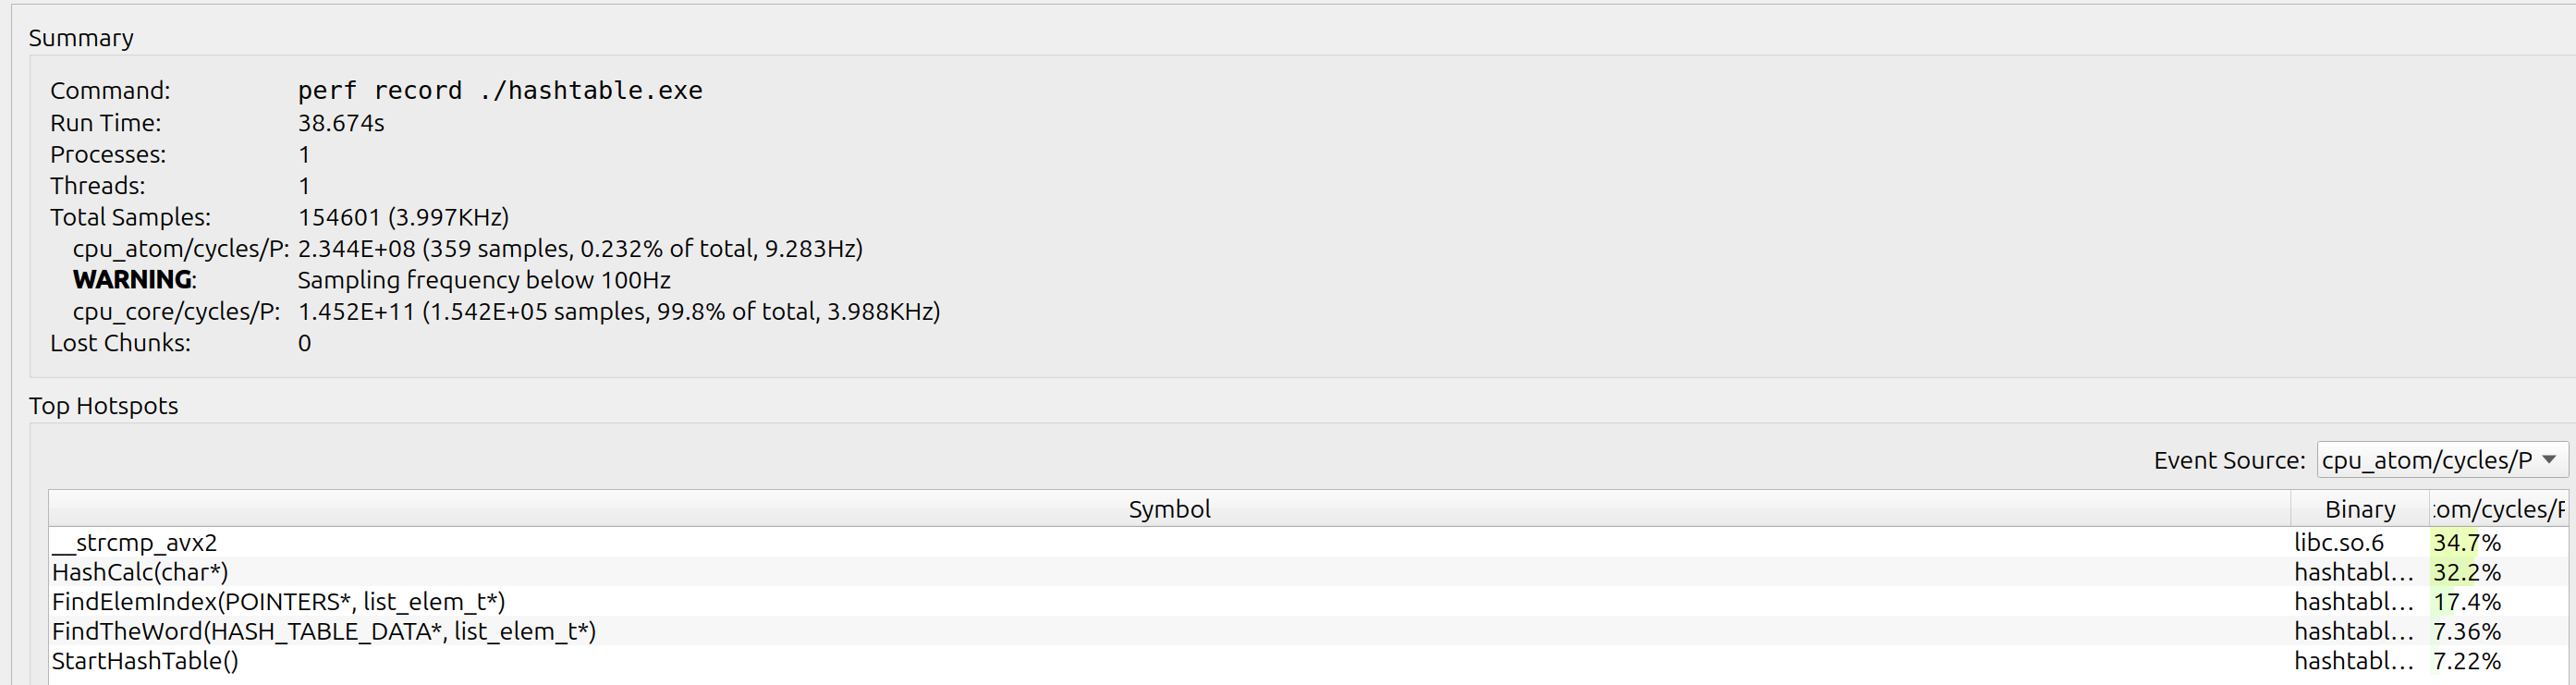 Summary
Command: perf record ./hashtable.exe
Run Time: 38.674s
Processes: 1
Threads: 1
Total Samples: 154601 (3.997KHz)
cpu_atom/cycles/P: 2.344E+08 (359 samples, 0.232% of total, 9.283Hz)
WARNING: Sampling frequency below 100Hz
cpu_core/cycles/P: 1.452E+11 (1.542E+05 samples, 99.8% of total, 3.988KHz)
Lost Chunks: 0
Top Hotspots
Event Source: cpu_atom/cycles/P
Symbol Binary :om/cycles/P
__strcmp_avx2 libc.so.6 34.7%
HashCalc(char*) hashtabl… 32.2%
FindElemIndex(POINTERS*, list_elem_t*) hashtabl… 17.4%
FindTheWord(HASH_TABLE_DATA*, list_elem_t*) hashtabl… 7.36%
StartHashTable() hashtabl… 7.22%